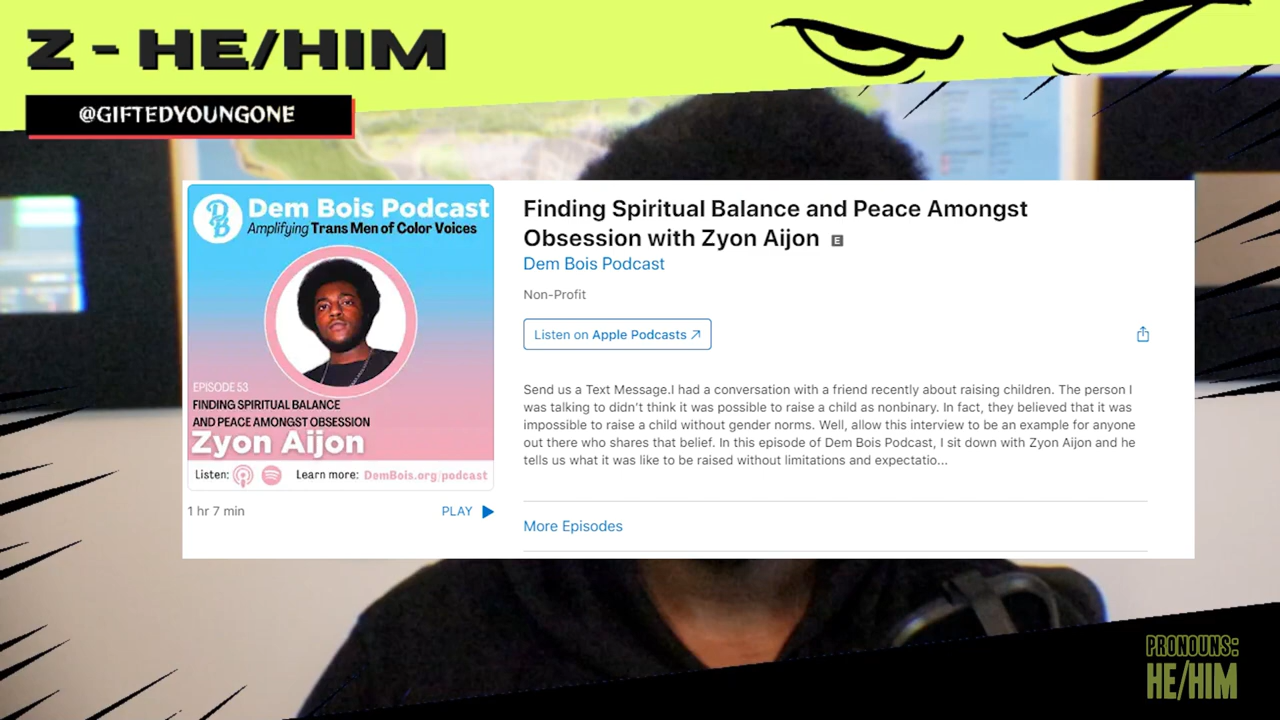 Z - HE/HIM
@GIFTEDYOUNGONE
DB
Dem Bois Podcast
Amplifying Trans Men of Color Voices
EPISODE 53
FINDING SPIRITUAL BALANCE
AND PEACE AMONGST OBSESSION
Zyon Aijon
Listen:
Learn more: DemBois.org/podcast
1 hr 7 min
PLAY
Finding Spiritual Balance and Peace Amongst
Obsession with Zyon Aijon E
Dem Bois Podcast
Non-Profit
Listen on Apple Podcasts ↗
Send us a Text Message.I had a conversation with a friend recently about raising children. The person I
was talking to didn’t think it was possible to raise a child as nonbinary. In fact, they believed that it was
impossible to raise a child without gender norms. Well, allow this interview to be an example for anyone
out there who shares that belief. In this episode of Dem Bois Podcast, I sit down with Zyon Aijon and he
tells us what it was like to be raised without limitations and expectatio...
More Episodes
PRONOUNS:
HE/HIM